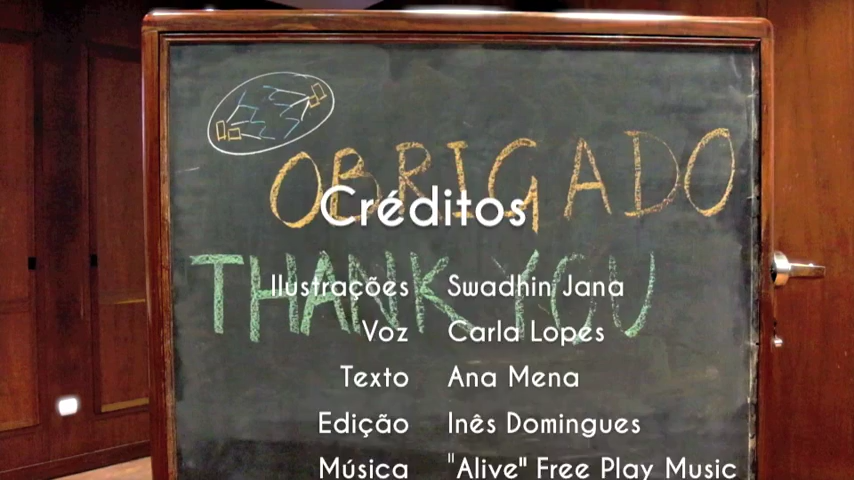 OBRIGADO
Créditos
THANK YOU
Ilustrações Swadhin Jana
Voz Carla Lopes
Texto Ana Mena
Edição Inês Domingues
Música "Alive" Free Play Music